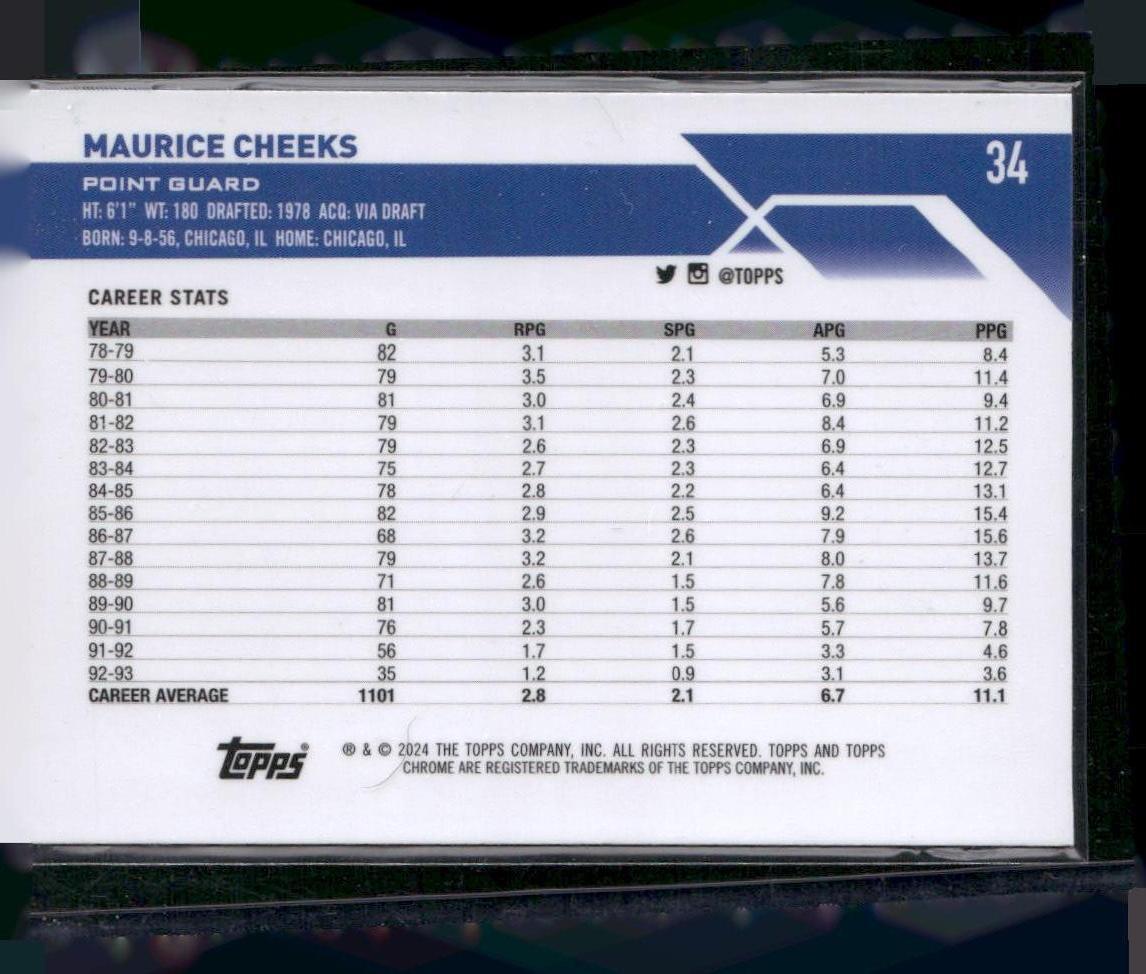 MAURICE CHEEKS
34
POINT GUARD
HT: 6'1" WT: 180 DRAFTED: 1978 ACQ: VIA DRAFT
BORN: 9-8-56, CHICAGO, IL HOME: CHICAGO, IL
@TOPPS
CAREER STATS
YEAR G RPG SPG APG PPG
78-79 82 3.1 2.1 5.3 8.4
79-80 79 3.5 2.3 7.0 11.4
80-81 81 3.0 2.4 6.9 9.4
81-82 79 3.1 2.6 8.4 11.2
82-83 79 2.6 2.3 6.9 12.5
83-84 75 2.7 2.3 6.4 12.7
84-85 78 2.8 2.2 6.4 13.1
85-86 82 2.9 2.5 9.2 15.4
86-87 68 3.2 2.6 7.9 15.6
87-88 79 3.2 2.1 8.0 13.7
88-89 71 2.6 1.5 7.8 11.6
89-90 81 3.0 1.5 5.6 9.7
90-91 76 2.3 1.7 5.7 7.8
91-92 56 1.7 1.5 3.3 4.6
92-93 35 1.2 0.9 3.1 3.6
CAREER AVERAGE 1101 2.8 2.1 6.7 11.1
Topps®
® & © 2024 THE TOPPS COMPANY, INC. ALL RIGHTS RESERVED. TOPPS AND TOPPS
CHROME ARE REGISTERED TRADEMARKS OF THE TOPPS COMPANY, INC.